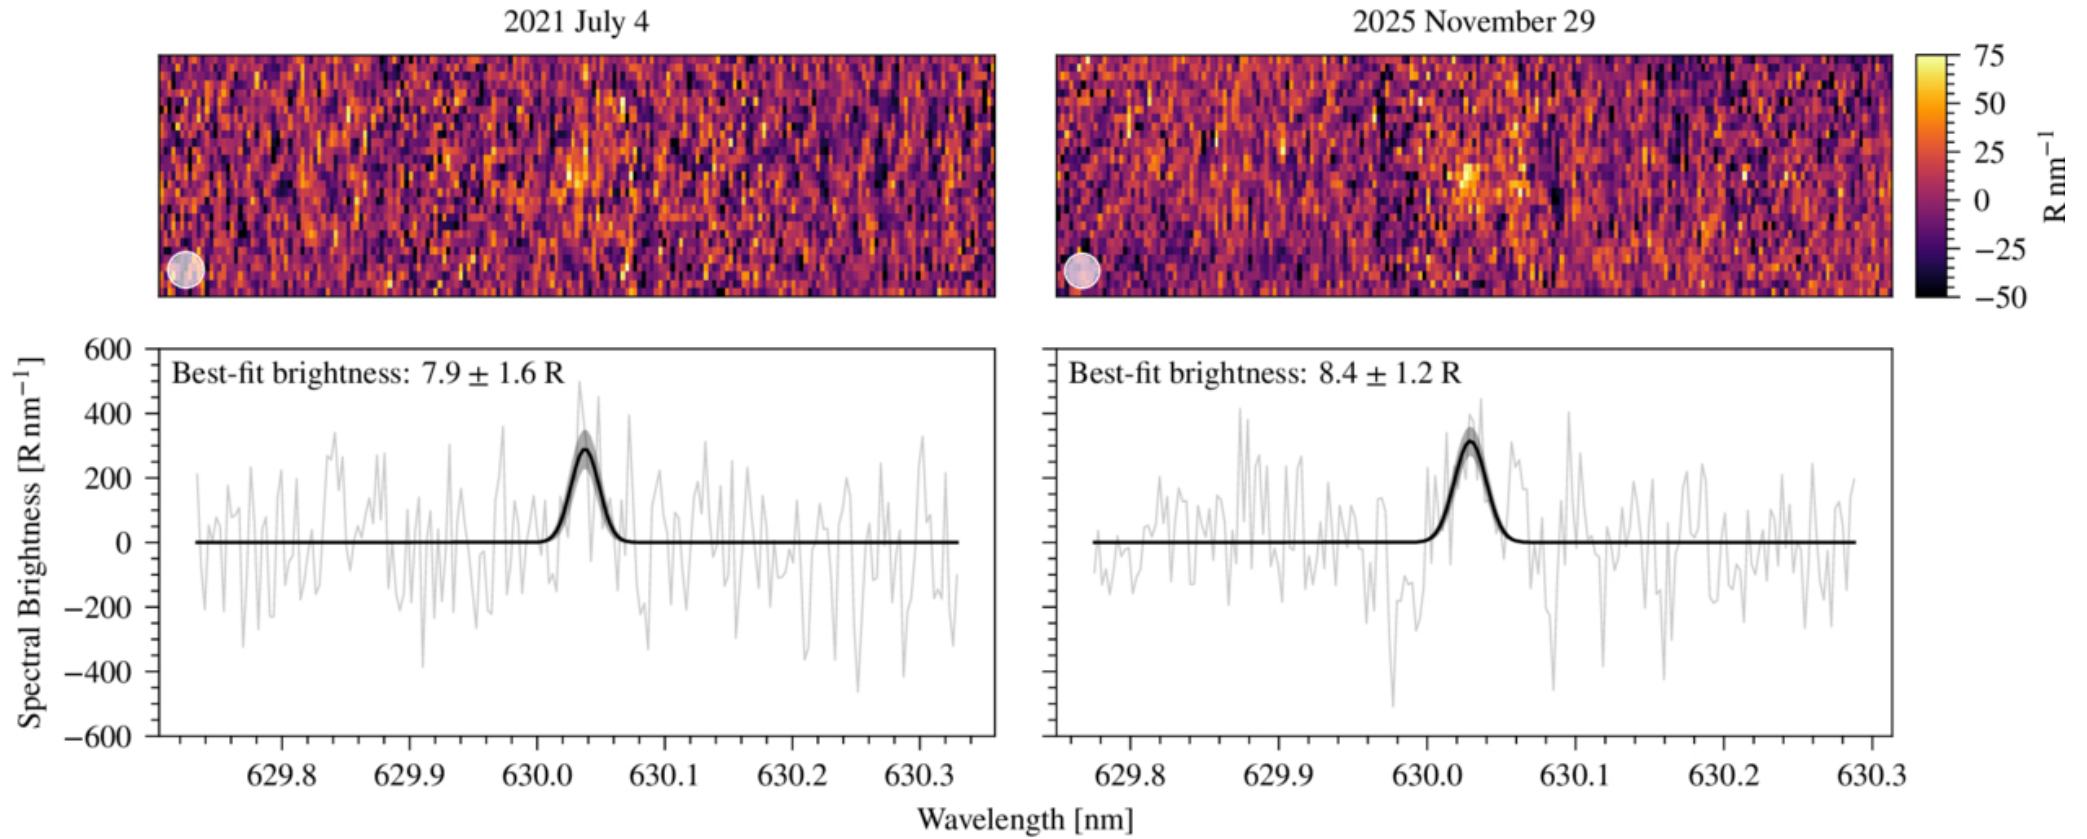 2021 July 4
2025 November 29
75
50
25
0
−25
−50
R nm⁻¹
Best-fit brightness: 7.9 ± 1.6 R
Best-fit brightness: 8.4 ± 1.2 R
600
400
200
0
−200
−400
−600
Spectral Brightness [R nm⁻¹]
629.8 629.9 630.0 630.1 630.2 630.3
629.8 629.9 630.0 630.1 630.2 630.3
Wavelength [nm]